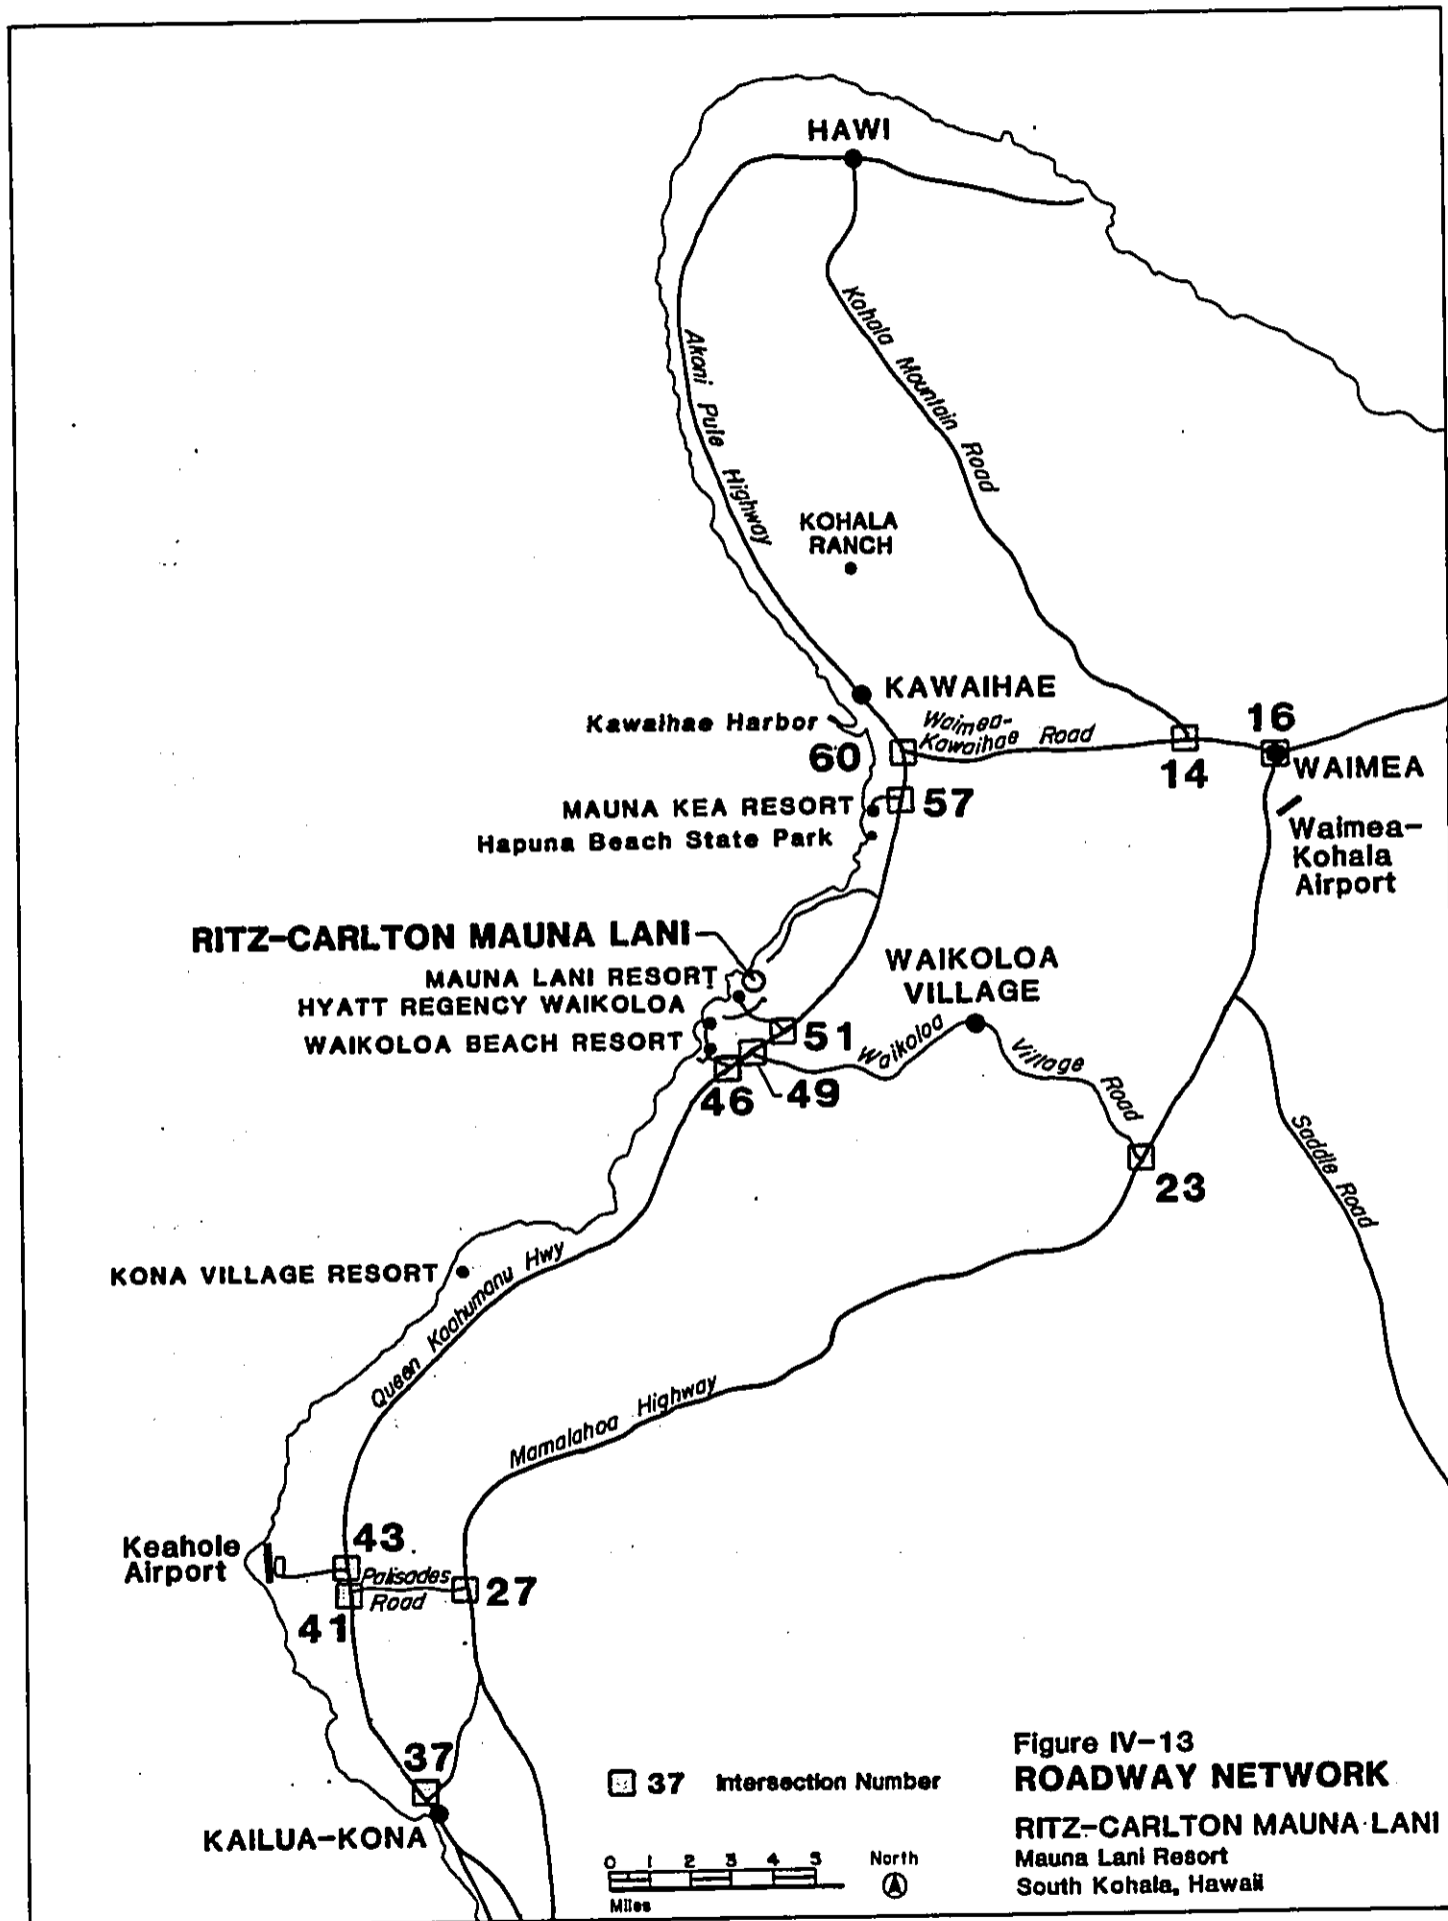 HAWI
Kohala Mountain Road
Akoni Pule Highway
KOHALA
RANCH
KAWAIHAE
Kawaihae Harbor
Waimea-
Kawaihae Road
16
60
14
WAIMEA
MAUNA KEA RESORT
57
Hapuna Beach State Park
Waimea-
Kohala
Airport
RITZ-CARLTON MAUNA LANI
MAUNA LANI RESORT
HYATT REGENCY WAIKOLOA
WAIKOLOA BEACH RESORT
WAIKOLOA
VILLAGE
51
Waikoloa Village Road
46
49
Saddle Road
23
KONA VILLAGE RESORT
Queen Kaahumanu Hwy
Mamalahoa Highway
43
Keahole
Airport
Palisades
Road
27
41
37
KAILUA-KONA
37 Intersection Number
0 1 2 3 4 5
Miles
North
Figure IV-13
ROADWAY NETWORK
RITZ-CARLTON MAUNA LANI
Mauna Lani Resort
South Kohala, Hawaii